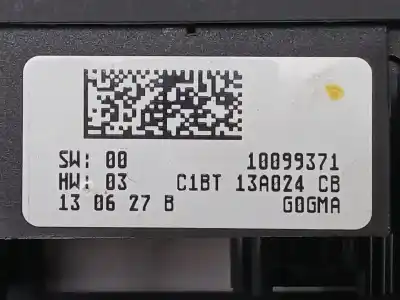 SW: 00 10099371
HW: 03 C1BT 13A024 CB
13 06 27 B G0GMA